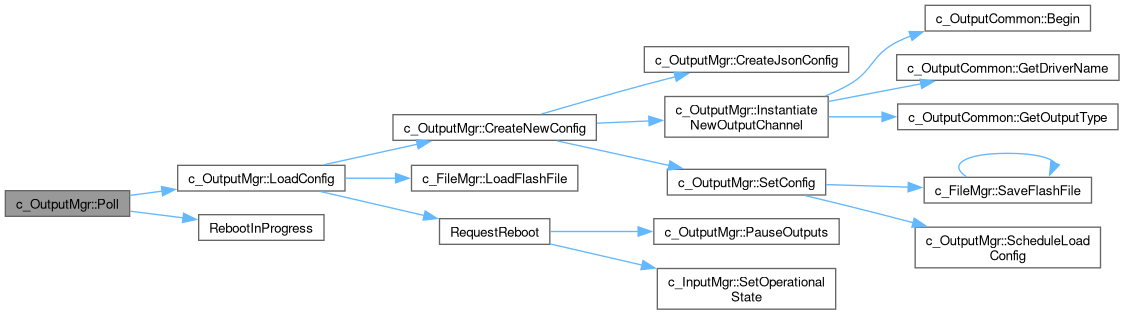 c_OutputMgr::Poll
c_OutputMgr::LoadConfig
RebootInProgress
c_OutputMgr::CreateNewConfig
c_FileMgr::LoadFlashFile
RequestReboot
c_OutputMgr::CreateJsonConfig
c_OutputMgr::Instantiate
NewOutputChannel
c_OutputMgr::SetConfig
c_OutputMgr::PauseOutputs
c_InputMgr::SetOperational
State
c_OutputCommon::Begin
c_OutputCommon::GetDriverName
c_OutputCommon::GetOutputType
c_FileMgr::SaveFlashFile
c_OutputMgr::ScheduleLoad
Config